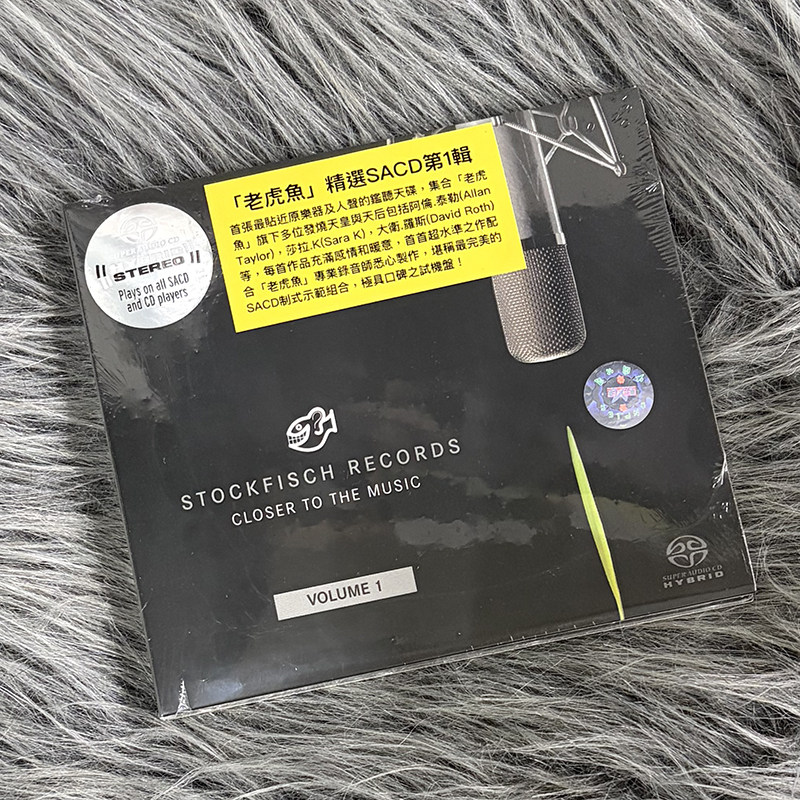 「老虎魚」精選SACD第1輯
首張最貼近原樂器及人聲的鑑聽天碟，集合「老虎
魚」旗下多位發燒天皇與天后包括阿倫.泰勒(Allan
Taylor)，莎拉.K(Sara K)，大衛.羅斯(David Roth)
等，每首作品充滿感情和暖意，首首超水準之作配
合「老虎魚」專業錄音師悉心製作，堪稱最完美的
SACD制式示範組合，極具口碑之試機盤！
SUPER AUDIO CD
STEREO
Plays on all SACD
and CD players
STOCKFISCH RECORDS
CLOSER TO THE MUSIC
VOLUME 1
SUPER AUDIO CD
HYBRID